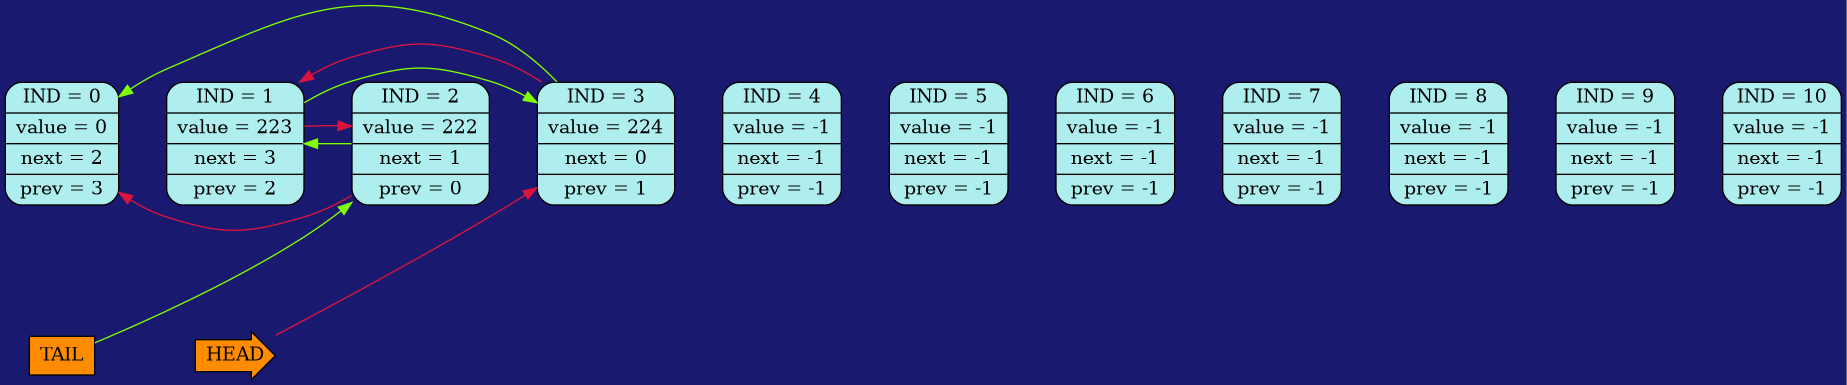 IND = 0
value = 0
next = 2
prev = 3
IND = 1
value = 223
next = 3
prev = 2
IND = 2
value = 222
next = 1
prev = 0
IND = 3
value = 224
next = 0
prev = 1
IND = 4
value = -1
next = -1
prev = -1
IND = 5
value = -1
next = -1
prev = -1
IND = 6
value = -1
next = -1
prev = -1
IND = 7
value = -1
next = -1
prev = -1
IND = 8
value = -1
next = -1
prev = -1
IND = 9
value = -1
next = -1
prev = -1
IND = 10
value = -1
next = -1
prev = -1
TAIL
HEAD